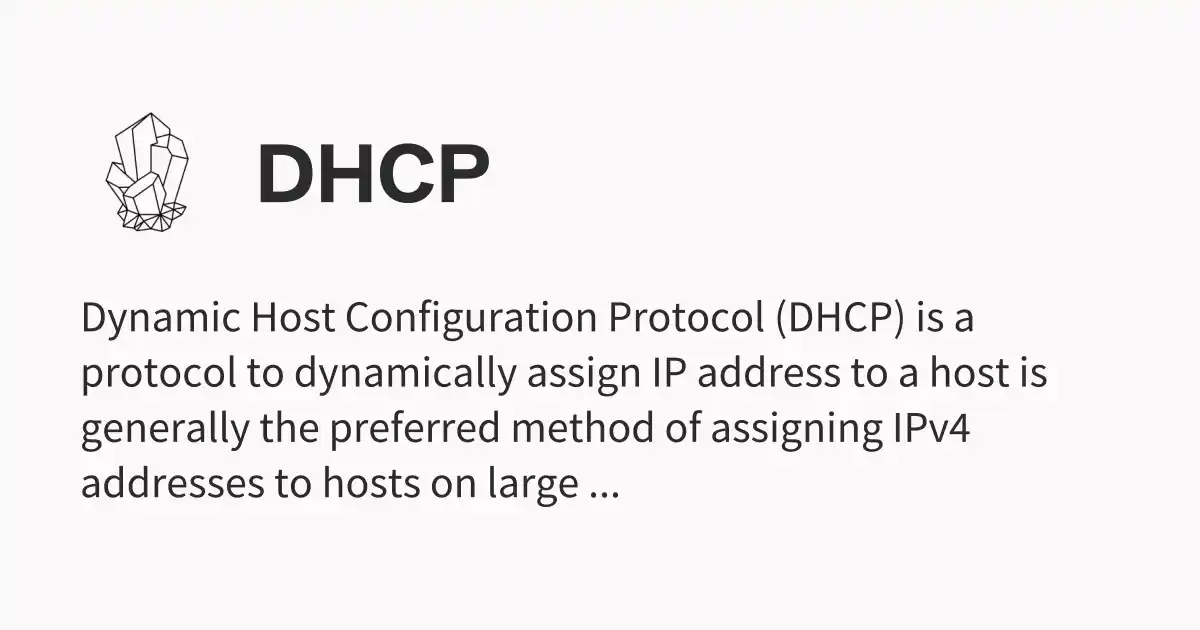 DHCP
Dynamic Host Configuration Protocol (DHCP) is a
protocol to dynamically assign IP address to a host is
generally the preferred method of assigning IPv4
addresses to hosts on large ...